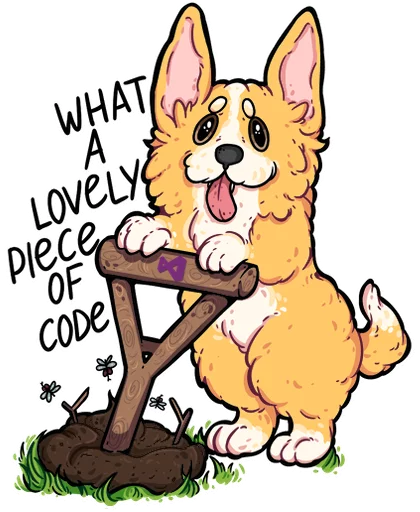 WHAT
A
LOVELY
PIECE
OF
CODE